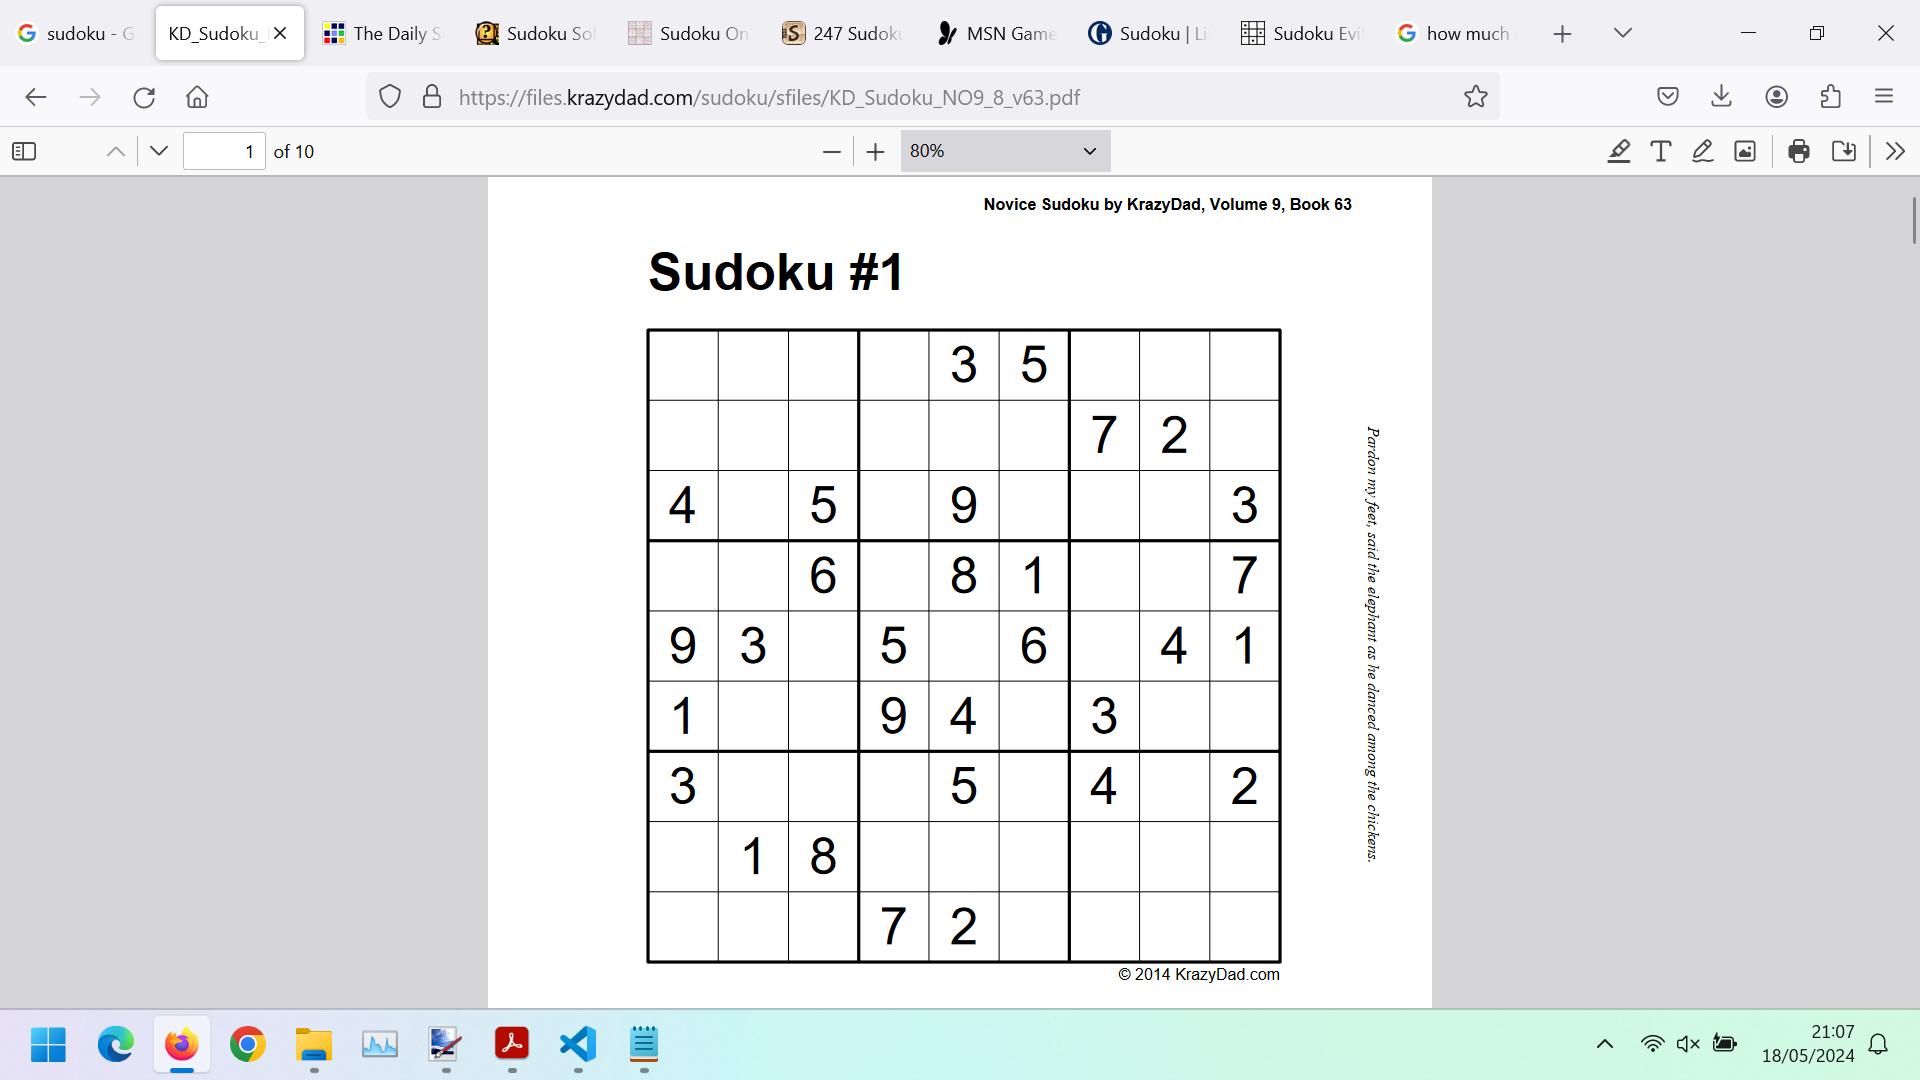 sudoku - G
KD_Sudoku_
The Daily S
Sudoku Sol
Sudoku On
247 Sudoku
MSN Game
Sudoku | Li
Sudoku Evil
how much
https://files.krazydad.com/sudoku/sfiles/KD_Sudoku_NO9_8_v63.pdf
1 of 10
80%
Novice Sudoku by KrazyDad, Volume 9, Book 63
Sudoku #1
3 5
7 2
4 5 9 3
6 8 1 7
9 3 5 6 4 1
1 9 4 3
3 5 4 2
1 8
7 2
Pardon my feet, said the elephant as he danced among the chickens.
© 2014 KrazyDad.com
21:07
18/05/2024